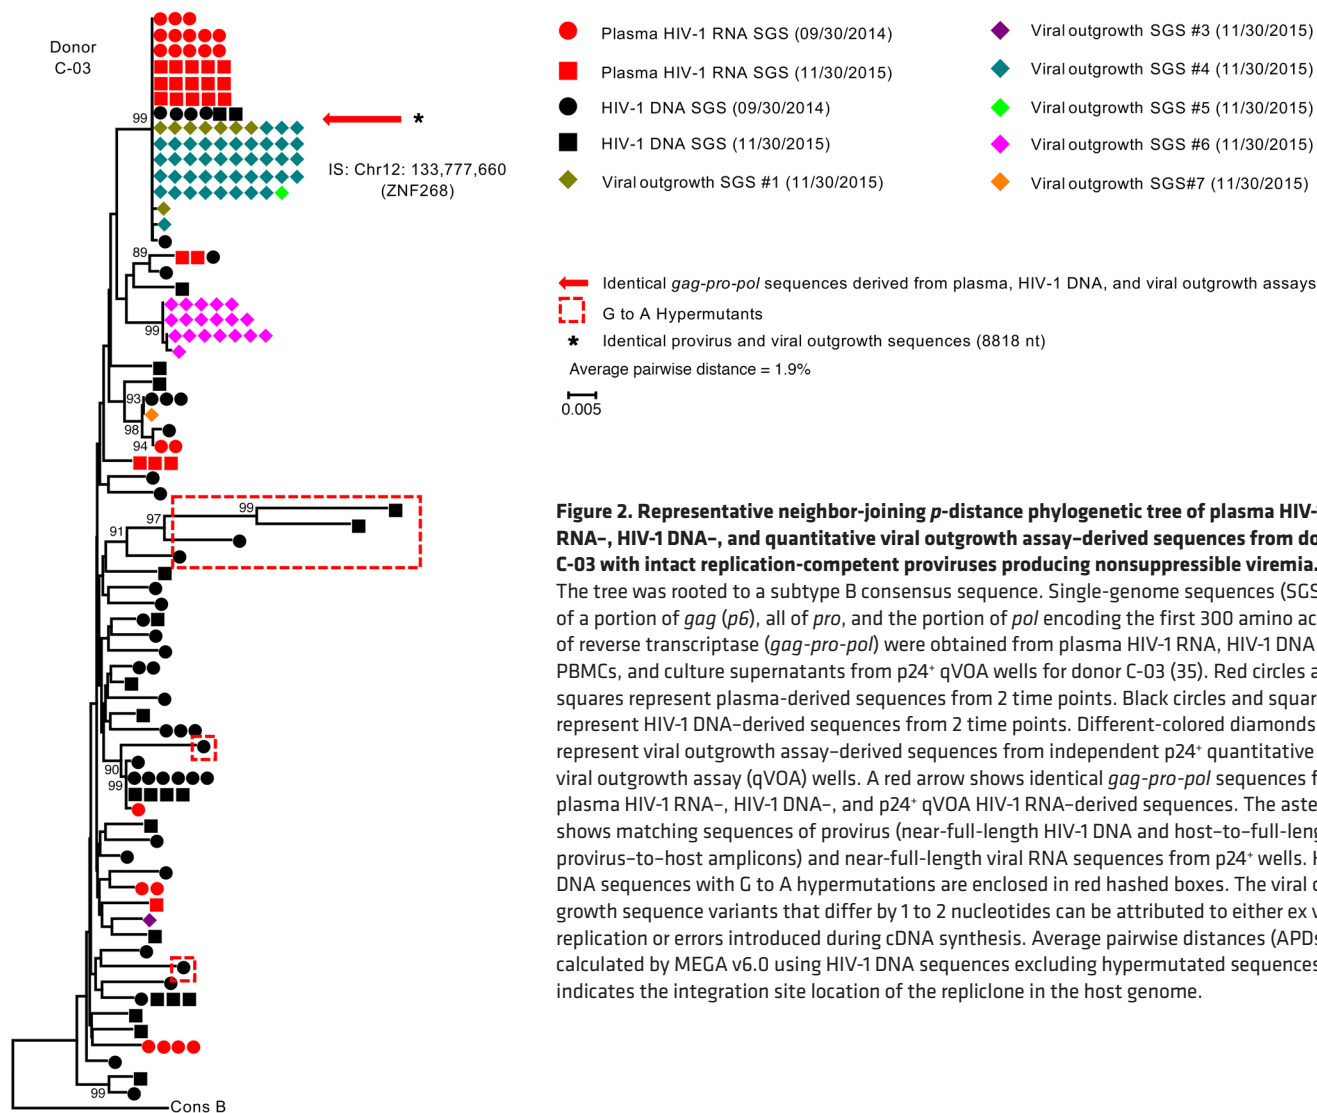 Donor
C-03
99
*
IS: Chr12: 133,777,660
(ZNF268)
89
99
93
98
94
99
97
91
90
99
99
Cons B
Plasma HIV-1 RNA SGS (09/30/2014)
Plasma HIV-1 RNA SGS (11/30/2015)
HIV-1 DNA SGS (09/30/2014)
HIV-1 DNA SGS (11/30/2015)
Viral outgrowth SGS #1 (11/30/2015)
Viral outgrowth SGS #3 (11/30/2015)
Viral outgrowth SGS #4 (11/30/2015)
Viral outgrowth SGS #5 (11/30/2015)
Viral outgrowth SGS #6 (11/30/2015)
Viral outgrowth SGS#7 (11/30/2015)
Identical gag-pro-pol sequences derived from plasma, HIV-1 DNA, and viral outgrowth assays
G to A Hypermutants
* Identical provirus and viral outgrowth sequences (8818 nt)
Average pairwise distance = 1.9%
0.005
Figure 2. Representative neighbor-joining p-distance phylogenetic tree of plasma HIV-
RNA–, HIV-1 DNA–, and quantitative viral outgrowth assay–derived sequences from do
C-03 with intact replication-competent proviruses producing nonsuppressible viremia.
The tree was rooted to a subtype B consensus sequence. Single-genome sequences (SGS
of a portion of gag (p6), all of pro, and the portion of pol encoding the first 300 amino ac
of reverse transcriptase (gag-pro-pol) were obtained from plasma HIV-1 RNA, HIV-1 DNA
PBMCs, and culture supernatants from p24⁺ qVOA wells for donor C-03 (35). Red circles a
squares represent plasma-derived sequences from 2 time points. Black circles and squar
represent HIV-1 DNA–derived sequences from 2 time points. Different-colored diamonds
represent viral outgrowth assay–derived sequences from independent p24⁺ quantitative
viral outgrowth assay (qVOA) wells. A red arrow shows identical gag-pro-pol sequences f
plasma HIV-1 RNA–, HIV-1 DNA–, and p24⁺ qVOA HIV-1 RNA–derived sequences. The aste
shows matching sequences of provirus (near-full-length HIV-1 DNA and host–to–full-leng
provirus–to–host amplicons) and near-full-length viral RNA sequences from p24⁺ wells. H
DNA sequences with G to A hypermutations are enclosed in red hashed boxes. The viral o
growth sequence variants that differ by 1 to 2 nucleotides can be attributed to either ex v
replication or errors introduced during cDNA synthesis. Average pairwise distances (APDs
calculated by MEGA v6.0 using HIV-1 DNA sequences excluding hypermutated sequences
indicates the integration site location of the repliclone in the host genome.